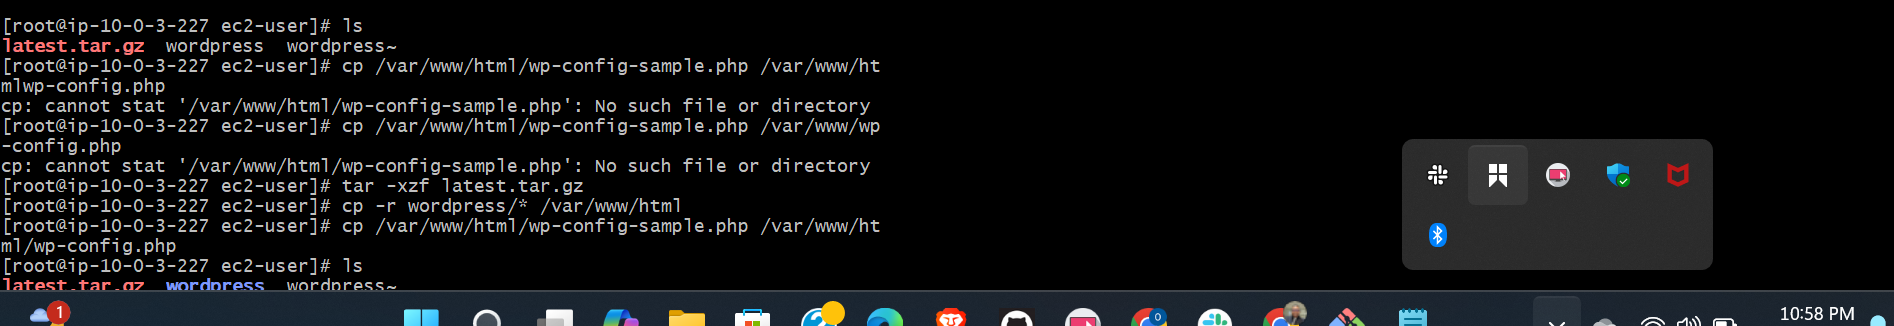 [root@ip-10-0-3-227 ec2-user]# ls
latest.tar.gz  wordpress  wordpress~
[root@ip-10-0-3-227 ec2-user]# cp /var/www/html/wp-config-sample.php /var/www/ht
mlwp-config.php
cp: cannot stat '/var/www/html/wp-config-sample.php': No such file or directory
[root@ip-10-0-3-227 ec2-user]# cp /var/www/html/wp-config-sample.php /var/www/wp
-config.php
cp: cannot stat '/var/www/html/wp-config-sample.php': No such file or directory
[root@ip-10-0-3-227 ec2-user]# tar -xzf latest.tar.gz
[root@ip-10-0-3-227 ec2-user]# cp -r wordpress/* /var/www/html
[root@ip-10-0-3-227 ec2-user]# cp /var/www/html/wp-config-sample.php /var/www/ht
ml/wp-config.php
[root@ip-10-0-3-227 ec2-user]# ls
latest.tar.gz  wordpress  wordpress~
1
10:58 PM